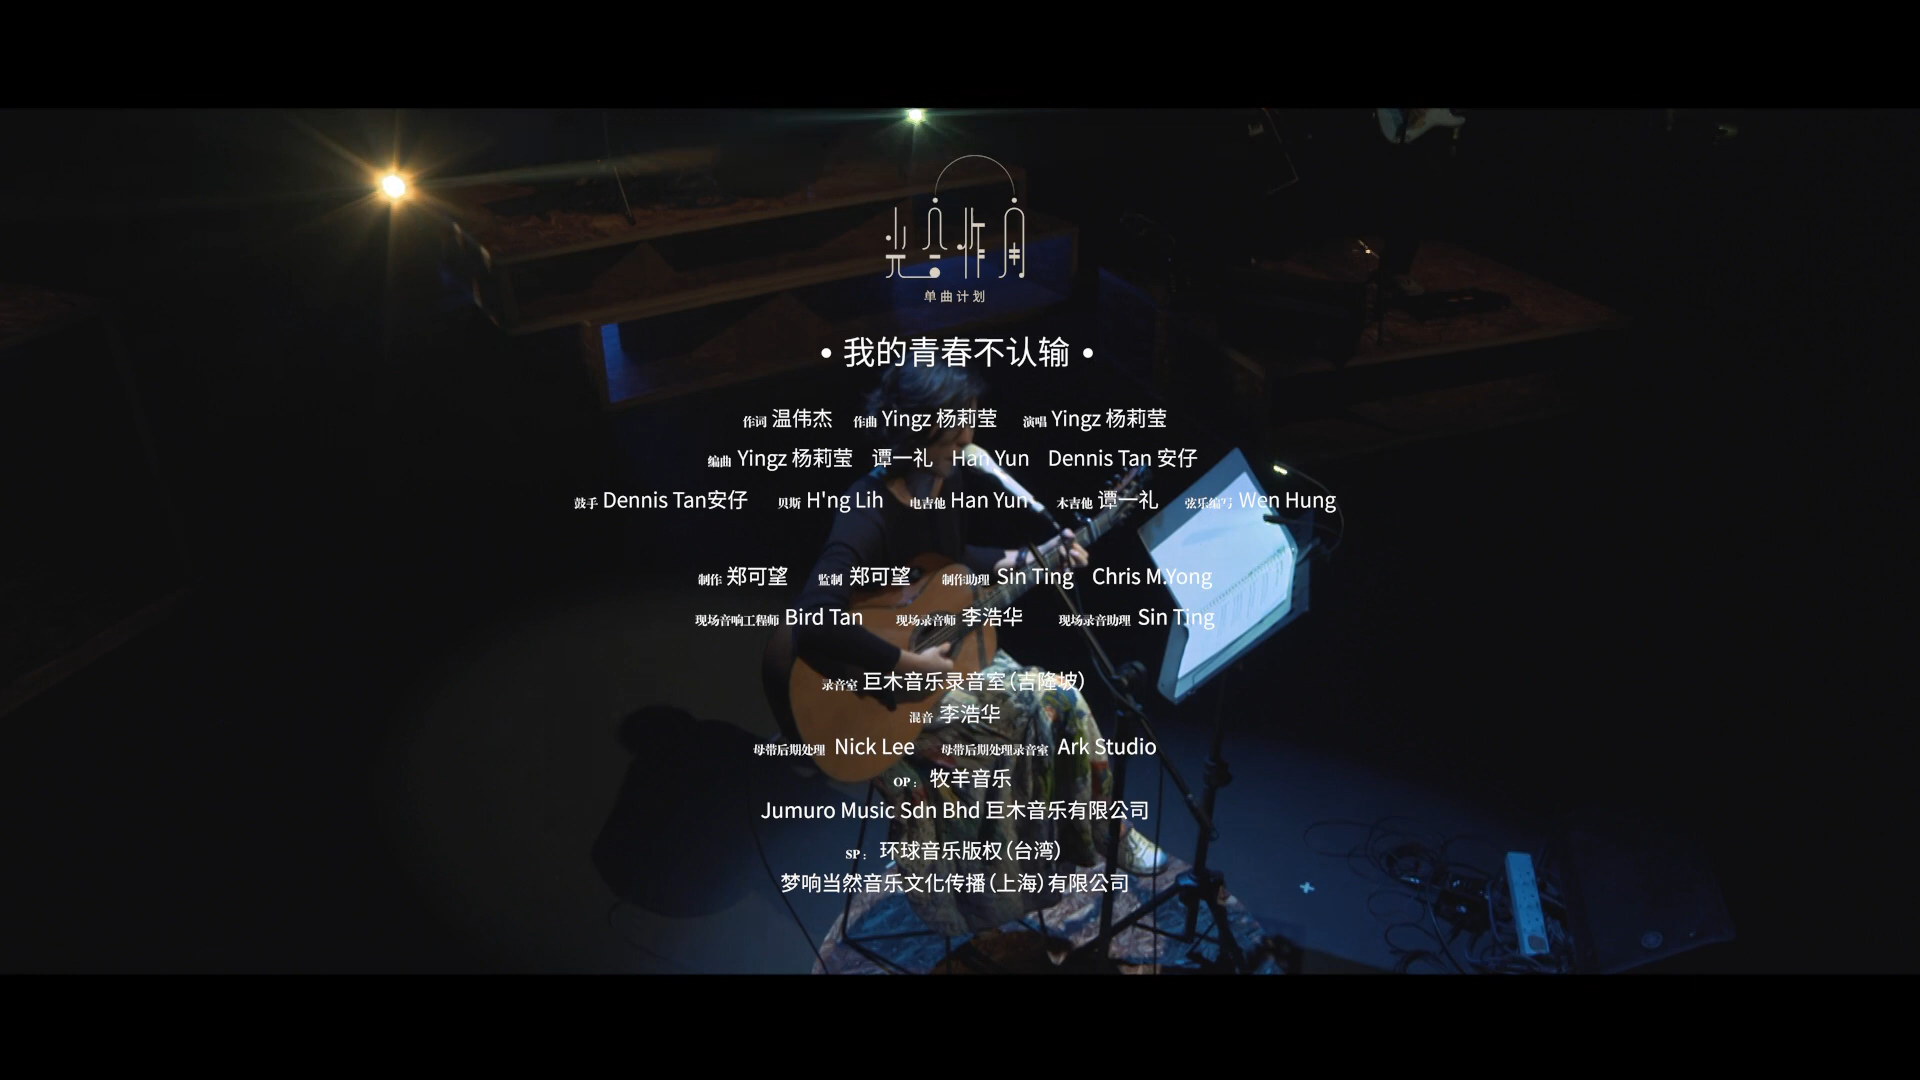 光合作用
单曲计划
• 我的青春不认输 •
作词 温伟杰 作曲 Yingz 杨莉莹 演唱 Yingz 杨莉莹
编曲 Yingz 杨莉莹 谭一礼 Han Yun Dennis Tan 安仔
鼓手 Dennis Tan安仔 贝斯 H'ng Lih 电吉他 Han Yun 木吉他 谭一礼 弦乐编写 Wen Hung
制作 郑可望 监制 郑可望 制作助理 Sin Ting Chris M.Yong
现场音响工程师 Bird Tan 现场录音师 李浩华 现场录音助理 Sin Ting
录音室 巨木音乐录音室（吉隆坡）
混音 李浩华
母带后期处理 Nick Lee 母带后期处理录音室 Ark Studio
OP： 牧羊音乐
Jumuro Music Sdn Bhd 巨木音乐有限公司
SP： 环球音乐版权（台湾）
梦响当然音乐文化传播（上海）有限公司